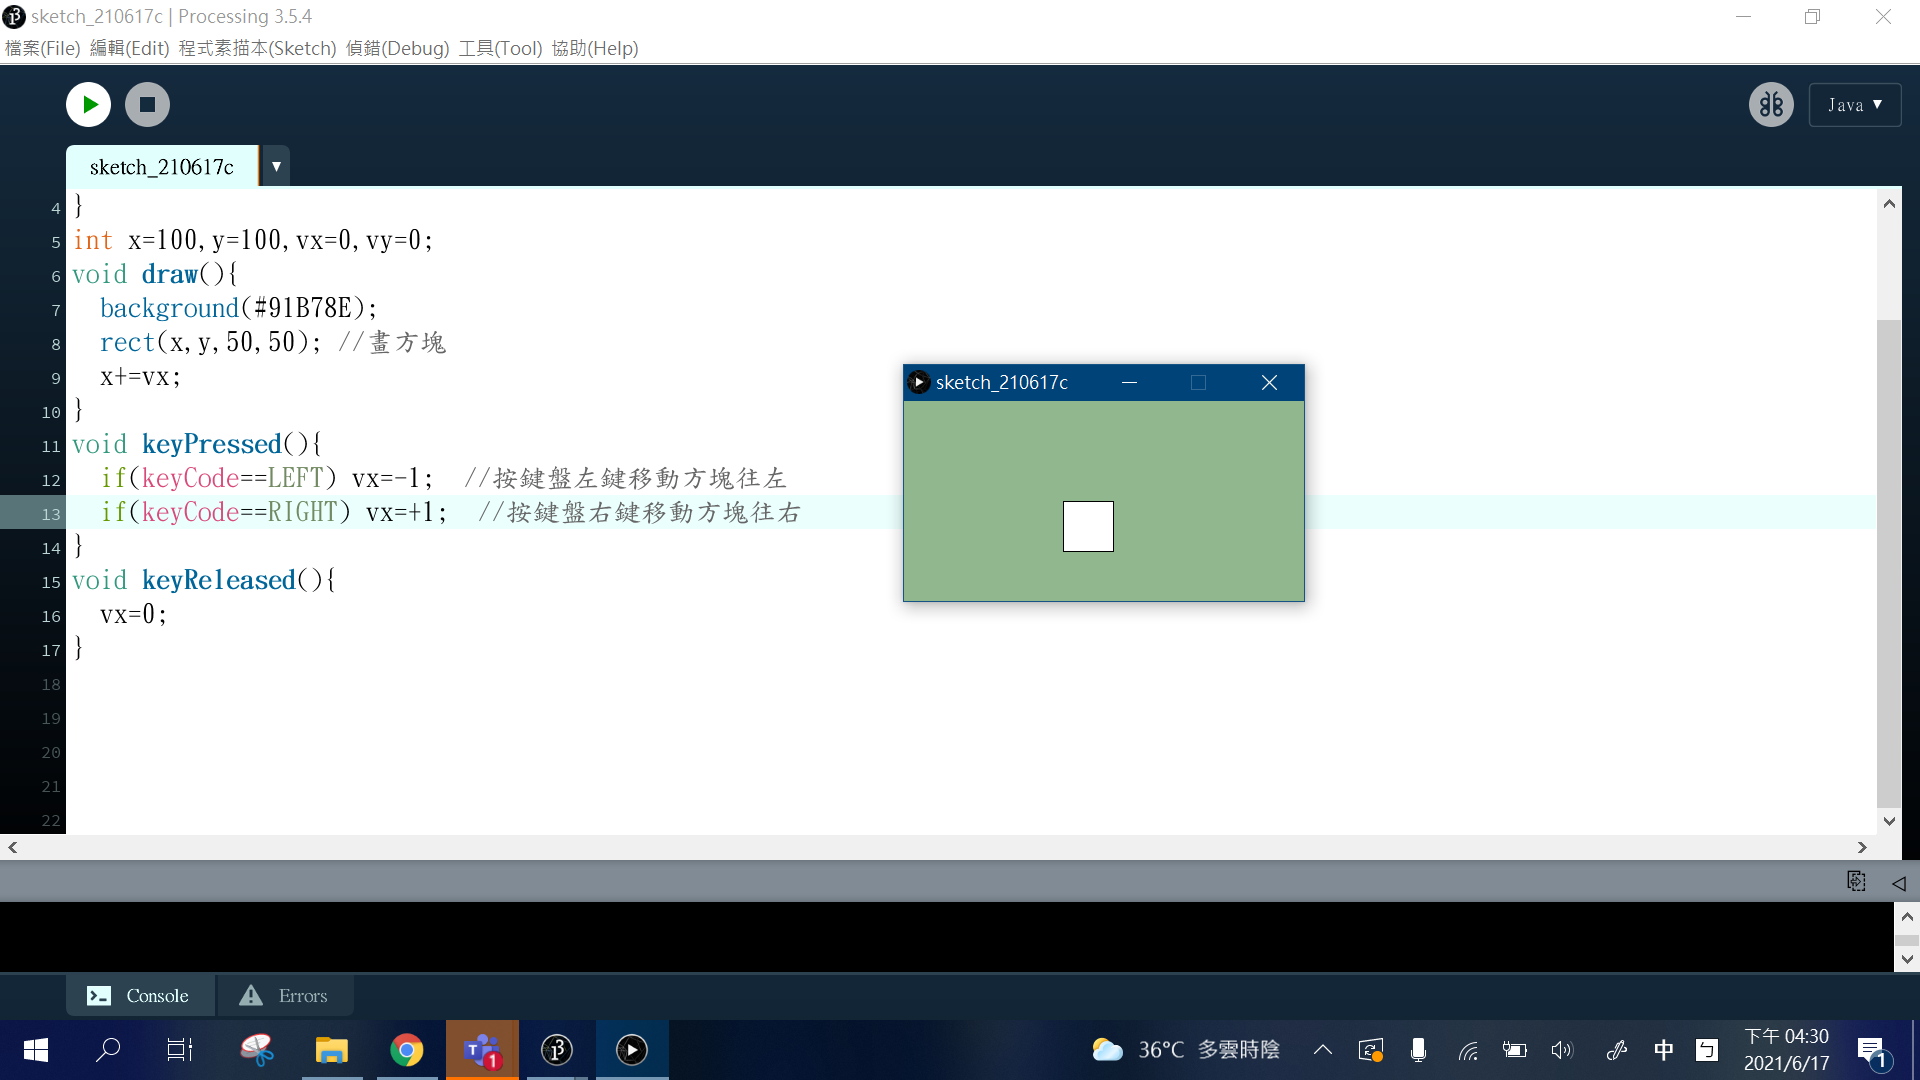 sketch_210617c | Processing 3.5.4
檔案(File) 編輯(Edit) 程式素描本(Sketch) 偵錯(Debug) 工具(Tool) 協助(Help)
Java ▼
sketch_210617c ▼
4 }
5 int x=100,y=100,vx=0,vy=0;
6 void draw(){
7 background(#91B78E);
8 rect(x,y,50,50); //畫方塊
9 x+=vx;
10 }
11 void keyPressed(){
12 if(keyCode==LEFT) vx=-1; //按鍵盤左鍵移動方塊往左
13 if(keyCode==RIGHT) vx=+1; //按鍵盤右鍵移動方塊往右
14 }
15 void keyReleased(){
16 vx=0;
17 }
18
19
20
21
22
sketch_210617c
Console
Errors
36°C 多雲時陰
中
ㄅ
下午 04:30
2021/6/17
1
1